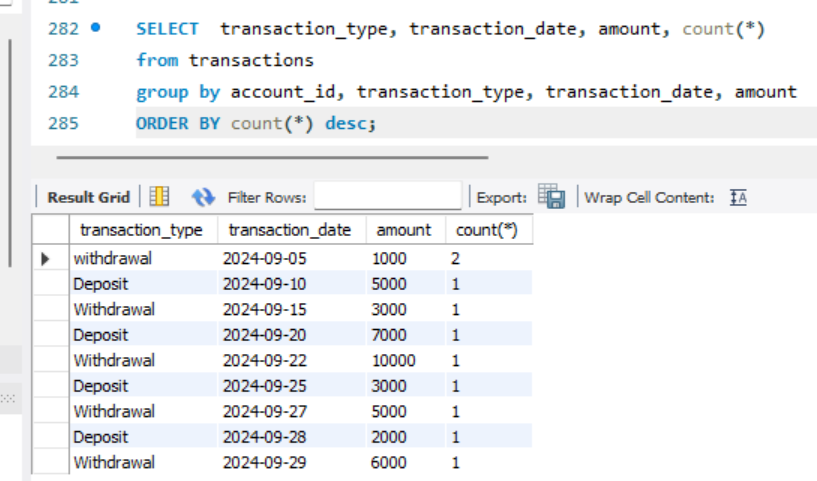 281
282 SELECT transaction_type, transaction_date, amount, count(*)
283 from transactions
284 group by account_id, transaction_type, transaction_date, amount
285 ORDER BY count(*) desc;
Result Grid Filter Rows: Export: Wrap Cell Content:
transaction_type transaction_date amount count(*)
withdrawal 2024-09-05 1000 2
Deposit 2024-09-10 5000 1
Withdrawal 2024-09-15 3000 1
Deposit 2024-09-20 7000 1
Withdrawal 2024-09-22 10000 1
Deposit 2024-09-25 3000 1
Withdrawal 2024-09-27 5000 1
Deposit 2024-09-28 2000 1
Withdrawal 2024-09-29 6000 1